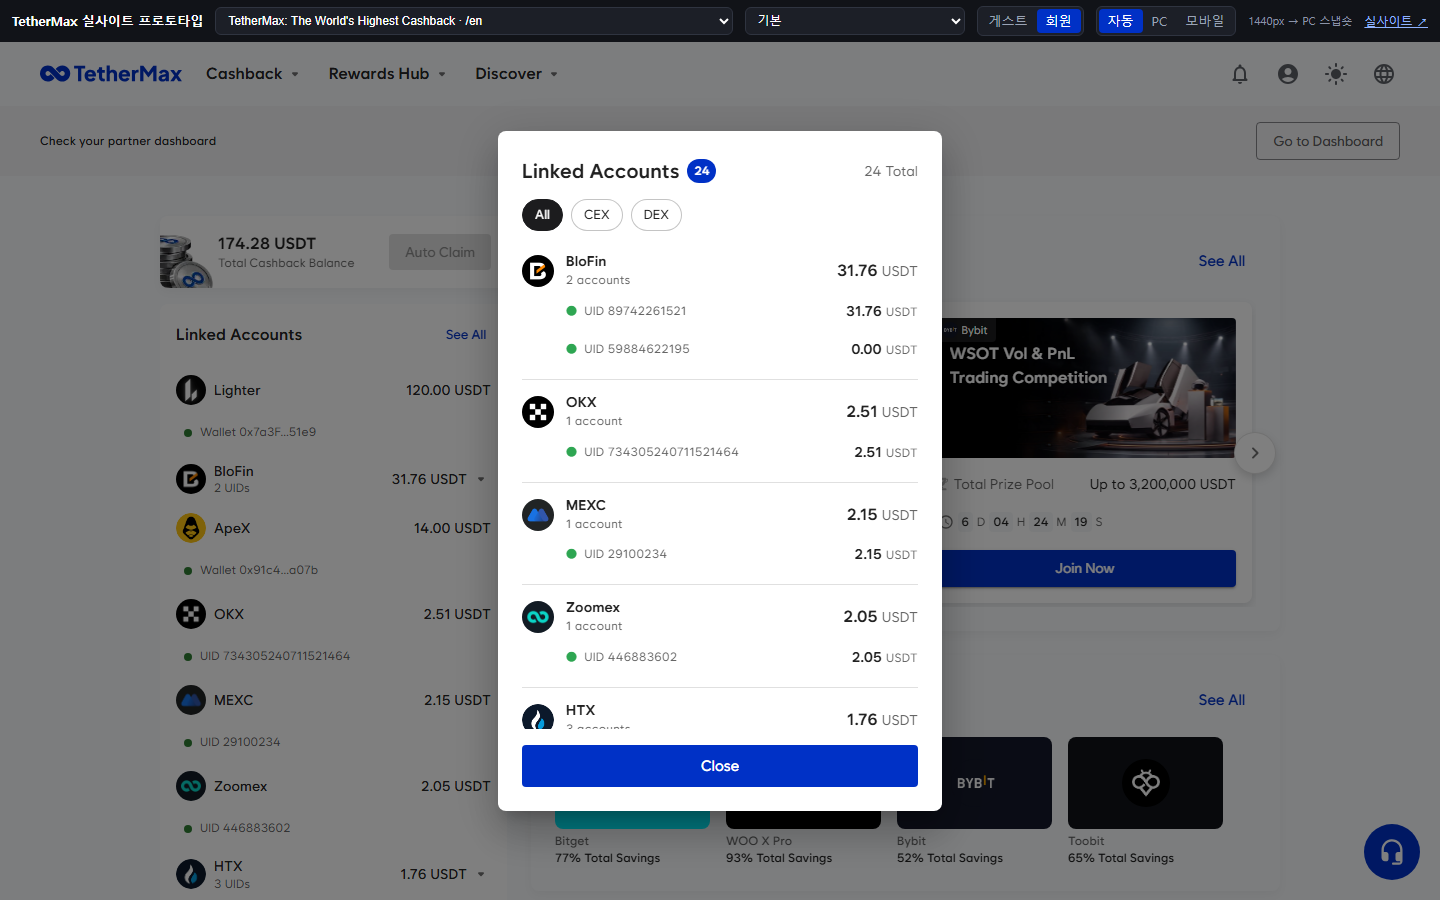 TetherMax 실사이트 프로토타입
TetherMax: The World's Highest Cashback · /en
기본
게스트 회원
자동 PC 모바일
1440px → PC 스냅숏
실사이트 ↗
TetherMax
Cashback
Rewards Hub
Discover
Check your partner dashboard
Go to Dashboard
174.28 USDT
Total Cashback Balance
Auto Claim
Linked Accounts
See All
Lighter
120.00 USDT
Wallet 0x7a3F...51e9
BloFin
2 UIDs
31.76 USDT
ApeX
14.00 USDT
Wallet 0x91c4...a07b
OKX
2.51 USDT
UID 734305240711521464
MEXC
2.15 USDT
UID 29100234
Zoomex
2.05 USDT
UID 446883602
HTX
3 UIDs
1.76 USDT
Linked Accounts 24
24 Total
All CEX DEX
BloFin
2 accounts
31.76 USDT
UID 89742261521
31.76 USDT
UID 59884622195
0.00 USDT
OKX
1 account
2.51 USDT
UID 734305240711521464
2.51 USDT
MEXC
1 account
2.15 USDT
UID 29100234
2.15 USDT
Zoomex
1 account
2.05 USDT
UID 446883602
2.05 USDT
HTX
3 accounts
1.76 USDT
Close
See All
Bybit
WSOT Vol & PnL
Trading Competition
Total Prize Pool
Up to 3,200,000 USDT
6 D 04 H 24 M 19 S
Join Now
See All
BYBIT
Bitget
77% Total Savings
WOO X Pro
93% Total Savings
Bybit
52% Total Savings
Toobit
65% Total Savings